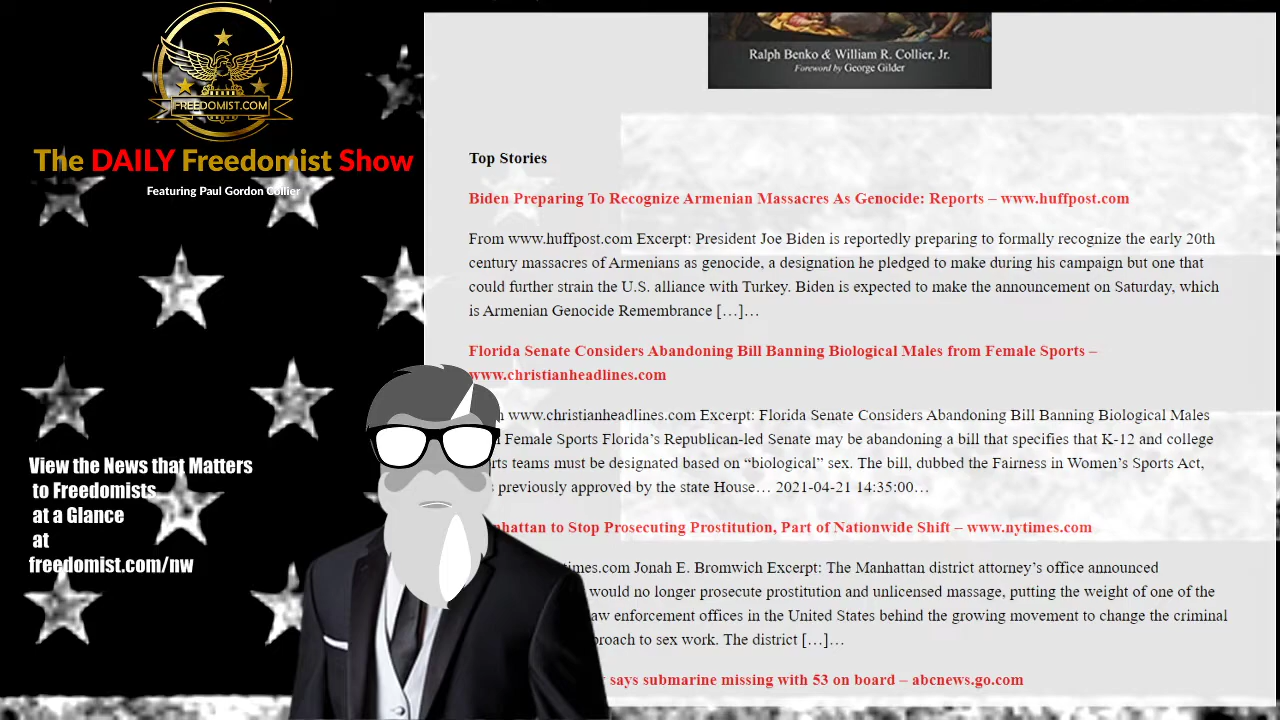 FREEDOMIST.COM
The DAILY Freedomist Show
Featuring Paul Gordon Collier
View the News that Matters
to Freedomists
at a Glance
at
freedomist.com/nw
Ralph Benko & William R. Collier, Jr.
Foreword by George Gilder
Top Stories
Biden Preparing To Recognize Armenian Massacres As Genocide: Reports – www.huffpost.com
From www.huffpost.com Excerpt: President Joe Biden is reportedly preparing to formally recognize the early 20th
century massacres of Armenians as genocide, a designation he pledged to make during his campaign but one that
could further strain the U.S. alliance with Turkey. Biden is expected to make the announcement on Saturday, which
is Armenian Genocide Remembrance […]…
Florida Senate Considers Abandoning Bill Banning Biological Males from Female Sports –
www.christianheadlines.com
www.christianheadlines.com Excerpt: Florida Senate Considers Abandoning Bill Banning Biological Males
Female Sports Florida’s Republican-led Senate may be abandoning a bill that specifies that K-12 and college
rts teams must be designated based on “biological” sex. The bill, dubbed the Fairness in Women’s Sports Act,
previously approved by the state House… 2021-04-21 14:35:00…
nhattan to Stop Prosecuting Prostitution, Part of Nationwide Shift – www.nytimes.com
times.com Jonah E. Bromwich Excerpt: The Manhattan district attorney’s office announced
would no longer prosecute prostitution and unlicensed massage, putting the weight of one of the
aw enforcement offices in the United States behind the growing movement to change the criminal
proach to sex work. The district […]…
says submarine missing with 53 on board – abcnews.go.com